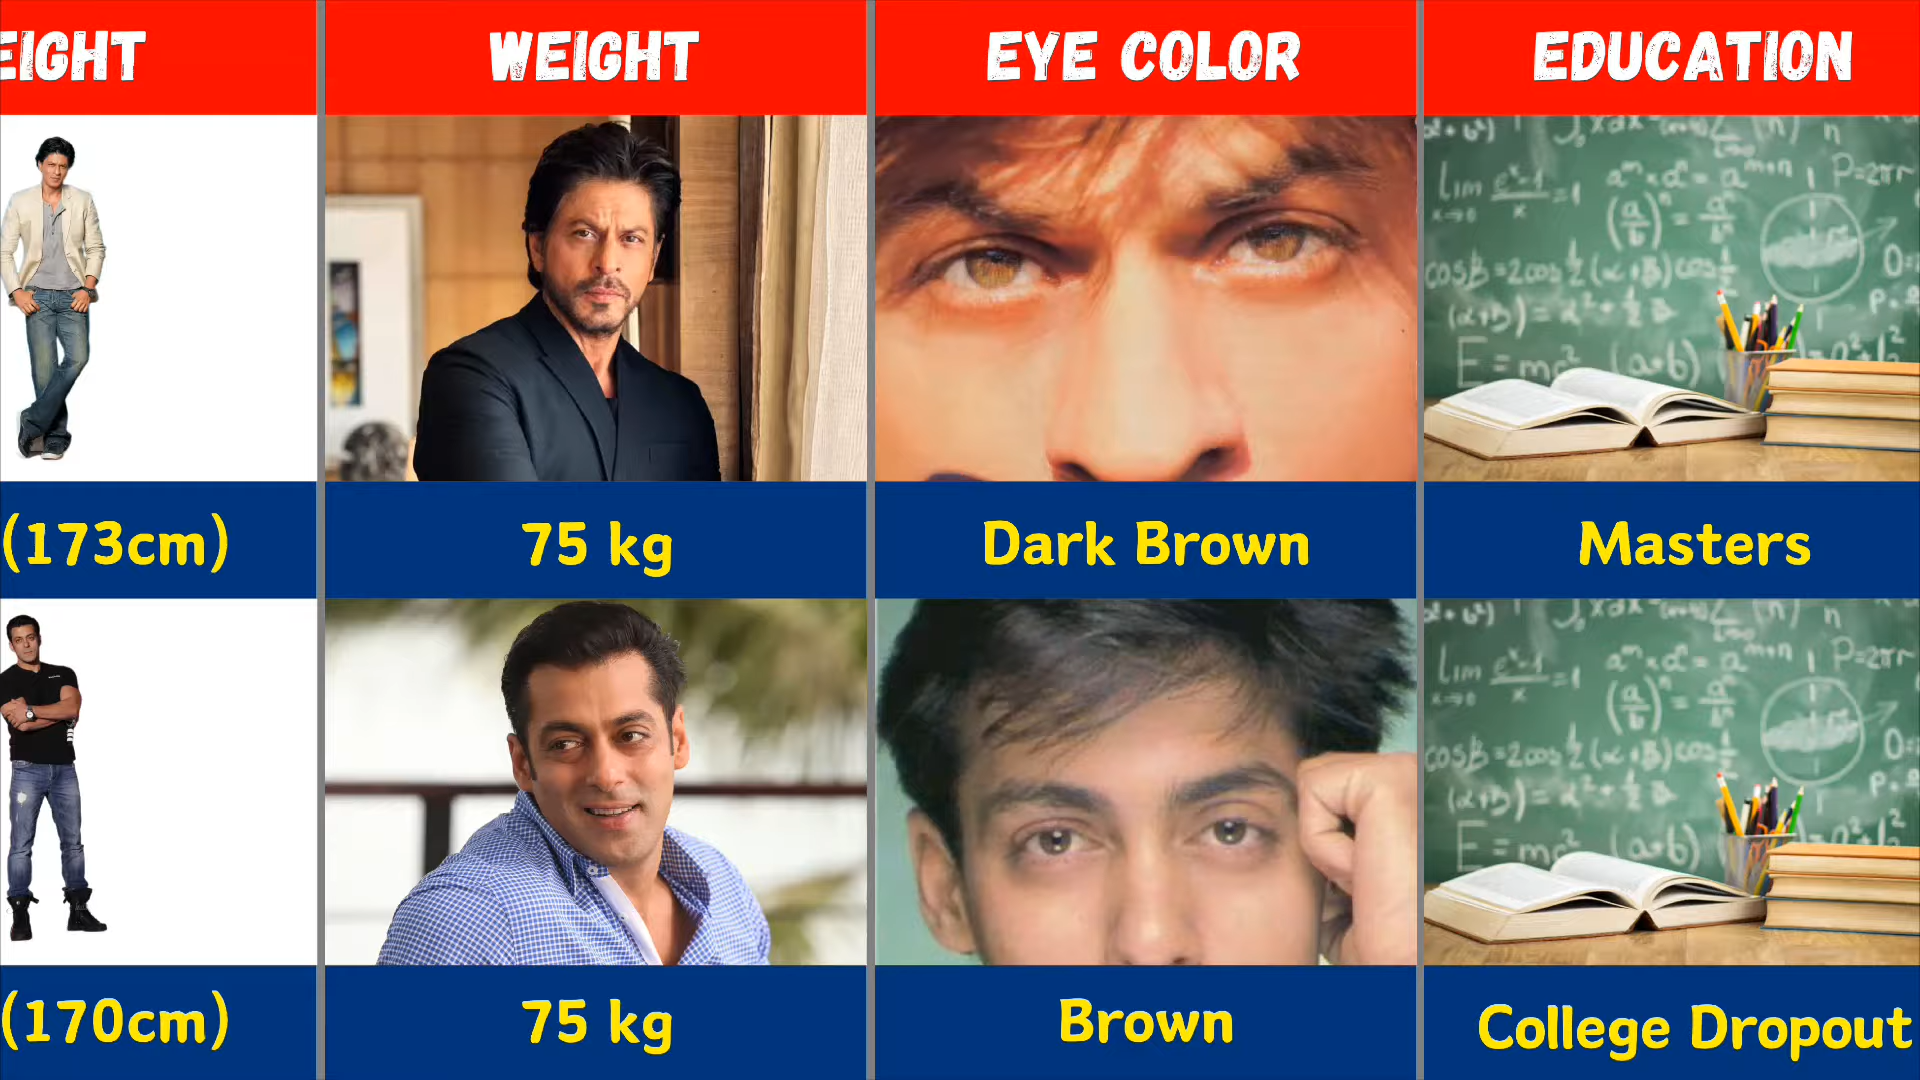 EIGHT
WEIGHT
EYE COLOR
EDUCATION
(173cm)
75 kg
Dark Brown
Masters
(170cm)
75 kg
Brown
College Dropout